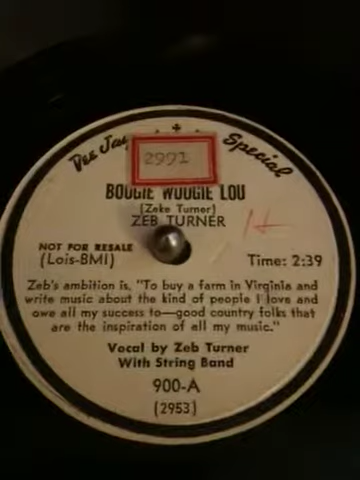 Dee Jay Special
2991
BOOGIE WOOGIE LOU
(Zeke Turner)
ZEB TURNER
NOT FOR RESALE
(Lois-BMI)
Time: 2:39
Zeb's ambition is, "To buy a farm in Virginia and
write music about the kind of people I love and
owe all my success to—good country folks that
are the inspiration of all my music."
Vocal by Zeb Turner
With String Band
900-A
(2953)